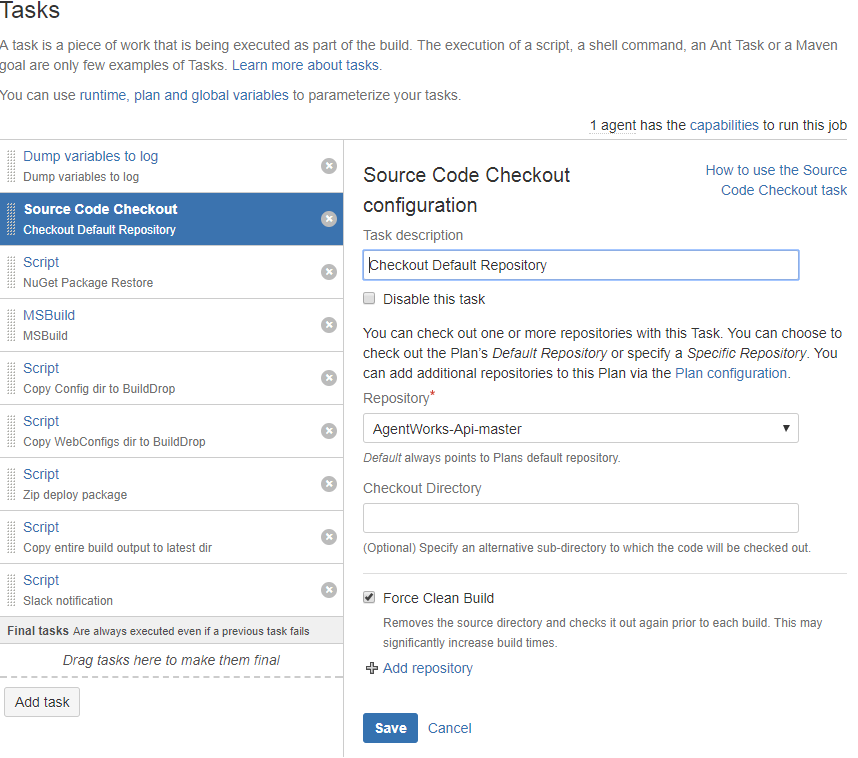 Tasks
A task is a piece of work that is being executed as part of the build. The execution of a script, a shell command, an Ant Task or a Maven
goal are only few examples of Tasks. Learn more about tasks.
You can use runtime, plan and global variables to parameterize your tasks.
1 agent has the capabilities to run this job
Dump variables to log
Dump variables to log
Source Code Checkout
Checkout Default Repository
Script
NuGet Package Restore
MSBuild
MSBuild
Script
Copy Config dir to BuildDrop
Script
Copy WebConfigs dir to BuildDrop
Script
Zip deploy package
Script
Copy entire build output to latest dir
Script
Slack notification
Final tasks Are always executed even if a previous task fails
Drag tasks here to make them final
Add task
Source Code Checkout
configuration
How to use the Source
Code Checkout task
Task description
Checkout Default Repository
Disable this task
You can check out one or more repositories with this Task. You can choose to
check out the Plan's Default Repository or specify a Specific Repository. You
can add additional repositories to this Plan via the Plan configuration.
Repository*
AgentWorks-Api-master
Default always points to Plans default repository.
Checkout Directory
(Optional) Specify an alternative sub-directory to which the code will be checked out.
Force Clean Build
Removes the source directory and checks it out again prior to each build. This may
significantly increase build times.
Add repository
Save Cancel